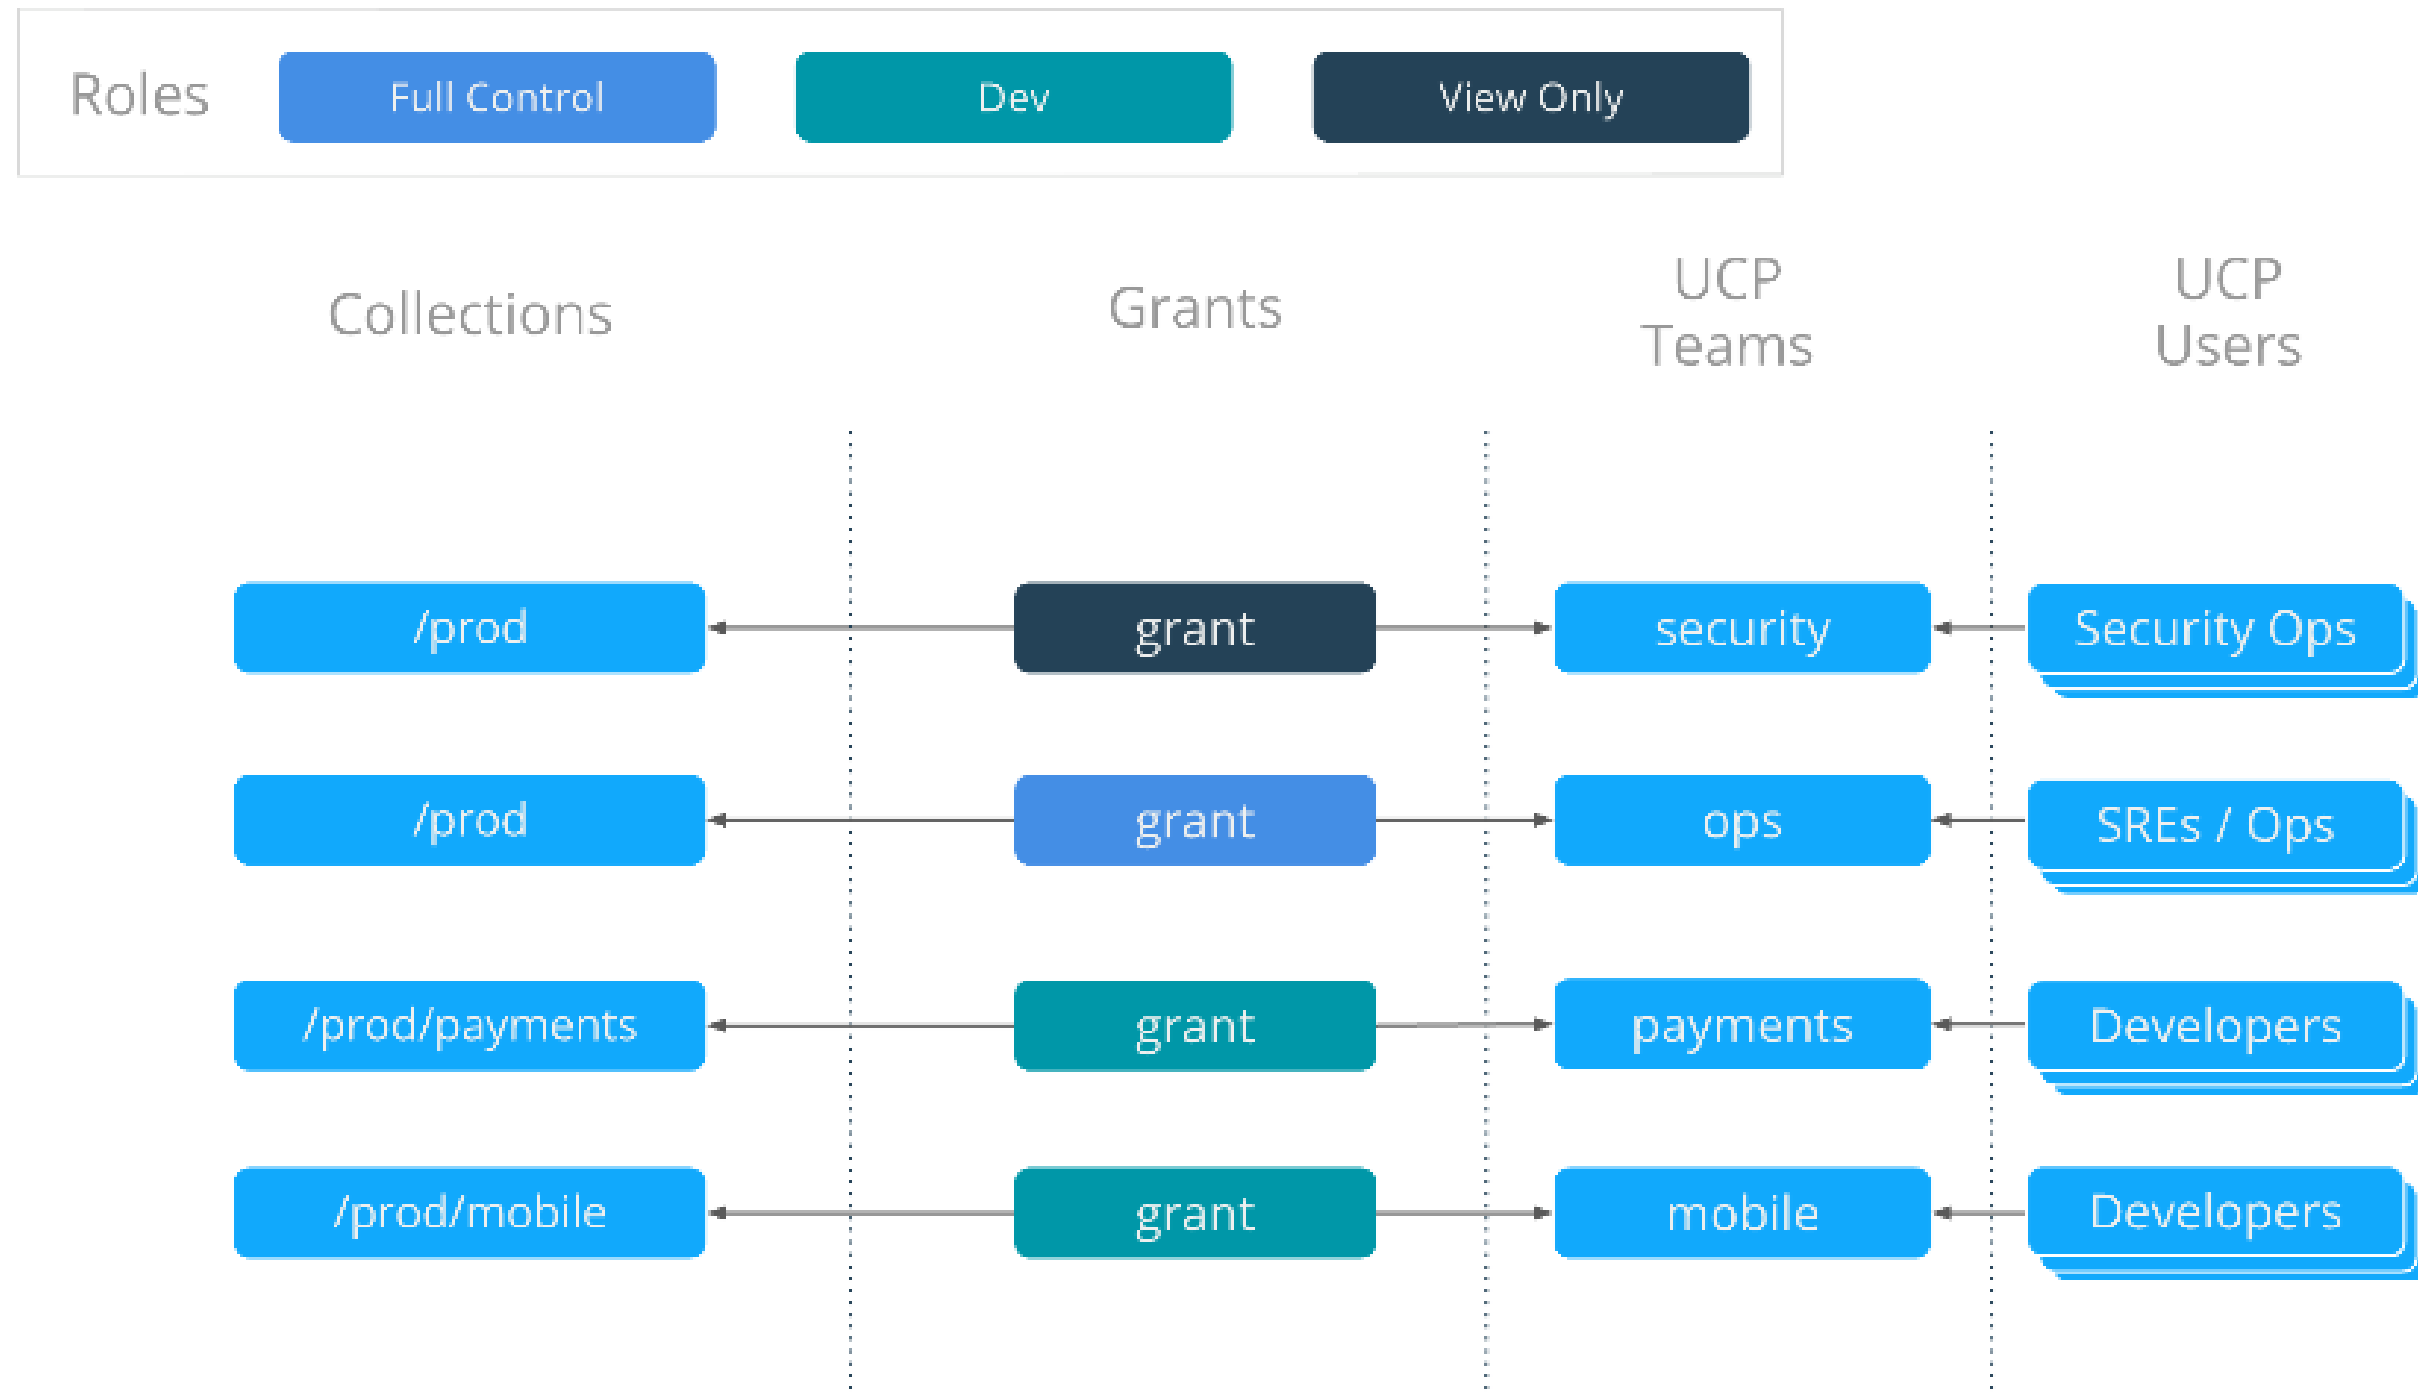 Roles
Full Control
Dev
View Only
Collections
Grants
UCP
Teams
UCP
Users
/prod
grant
security
Security Ops
/prod
grant
ops
SREs / Ops
/prod/payments
grant
payments
Developers
/prod/mobile
grant
mobile
Developers